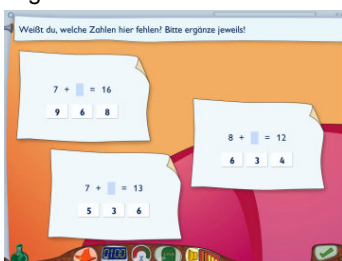 Weißt du, welche Zahlen hier fehlen? Bitte ergänze jeweils!
7 + = 16
9 6 8
8 + = 12
6 3 4
7 + = 13
5 3 6